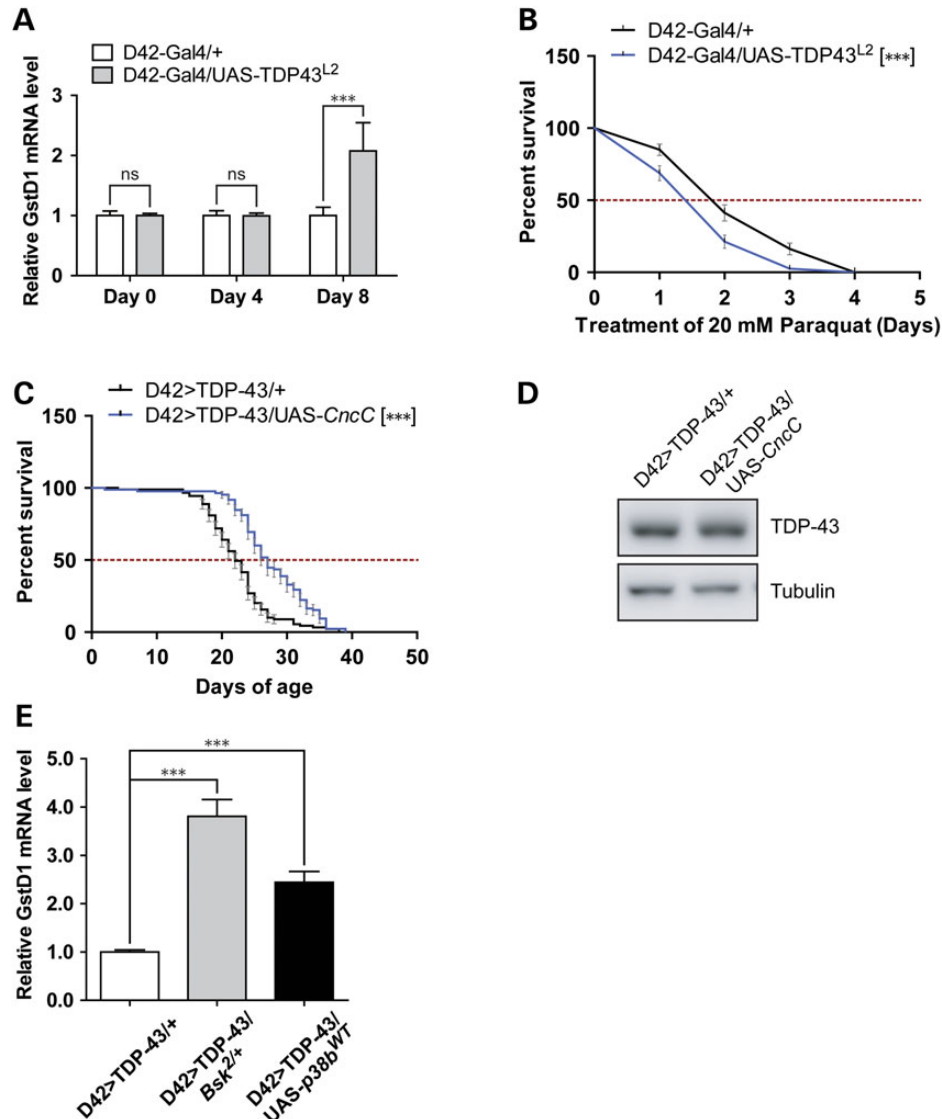 A
D42-Gal4/+
D42-Gal4/UAS-TDP43L2
Relative GstD1 mRNA level
3
2
1
0
ns
ns
***
Day 0
Day 4
Day 8
B
D42-Gal4/+
D42-Gal4/UAS-TDP43L2 [***]
Percent survival
150
100
50
0
0 1 2 3 4 5
Treatment of 20 mM Paraquat (Days)
C
D42>TDP-43/+
D42>TDP-43/UAS-CncC [***]
Percent survival
150
100
50
0
0 10 20 30 40 50
Days of age
D
D42>TDP-43/+
D42>TDP-43/
UAS-CncC
TDP-43
Tubulin
E
Relative GstD1 mRNA level
5.0
4.0
3.0
2.0
1.0
0.0
***
***
D42>TDP-43/+
D42>TDP-43/
Bsk2/+
D42>TDP-43/
UAS-p38bWT